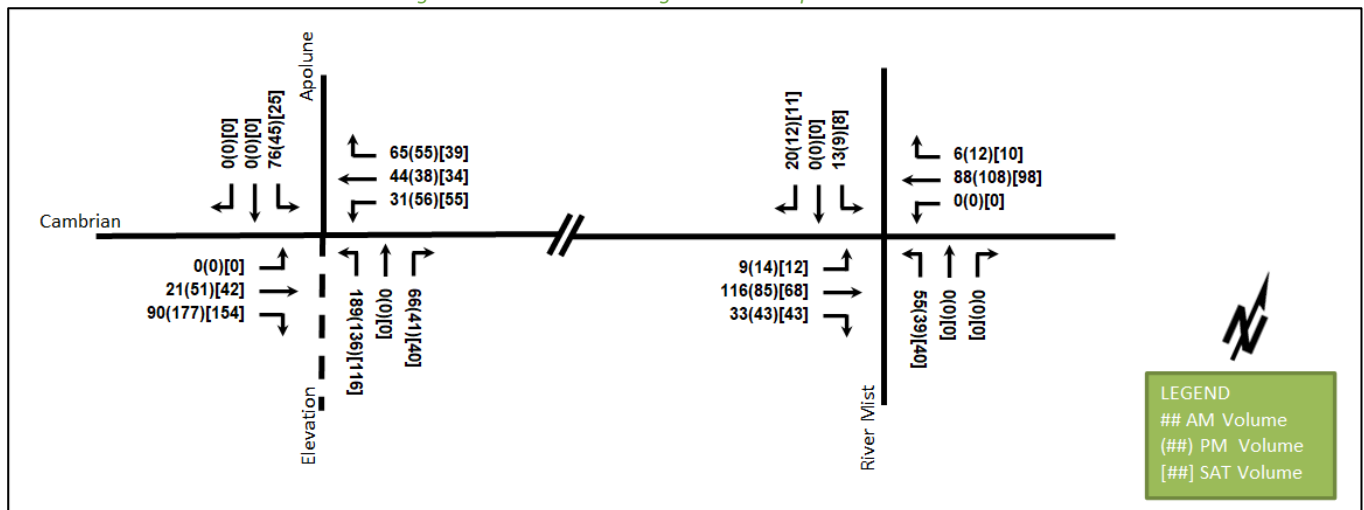 Apolune
0(0)[0]
0(0)[0]
76(45)[25]
65(55)[39]
44(38)[34]
31(56)[55]
Cambrian
0(0)[0]
21(51)[42]
90(177)[154]
189(136)[116]
0(0)[0]
66(41)[40]
Elevation
20(12)[11]
0(0)[0]
13(9)[8]
6(12)[10]
88(108)[98]
0(0)[0]
9(14)[12]
116(85)[68]
33(43)[43]
55(39)[40]
0(0)[0]
0(0)[0]
River Mist
N
LEGEND
## AM Volume
(##) PM Volume
[##] SAT Volume